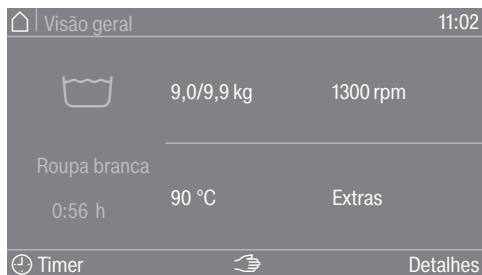 Visão geral 11:02
9,0/9,9 kg 1300 rpm
Roupa branca
0:56 h
90 °C Extras
Timer Detalhes